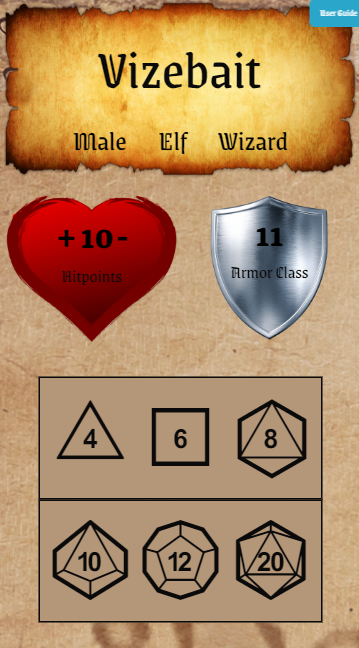 User Guide
Vizebait
Male Elf Wizard
+ 10 - 11
Hitpoints Armor Class
4 6 8
10 12 20